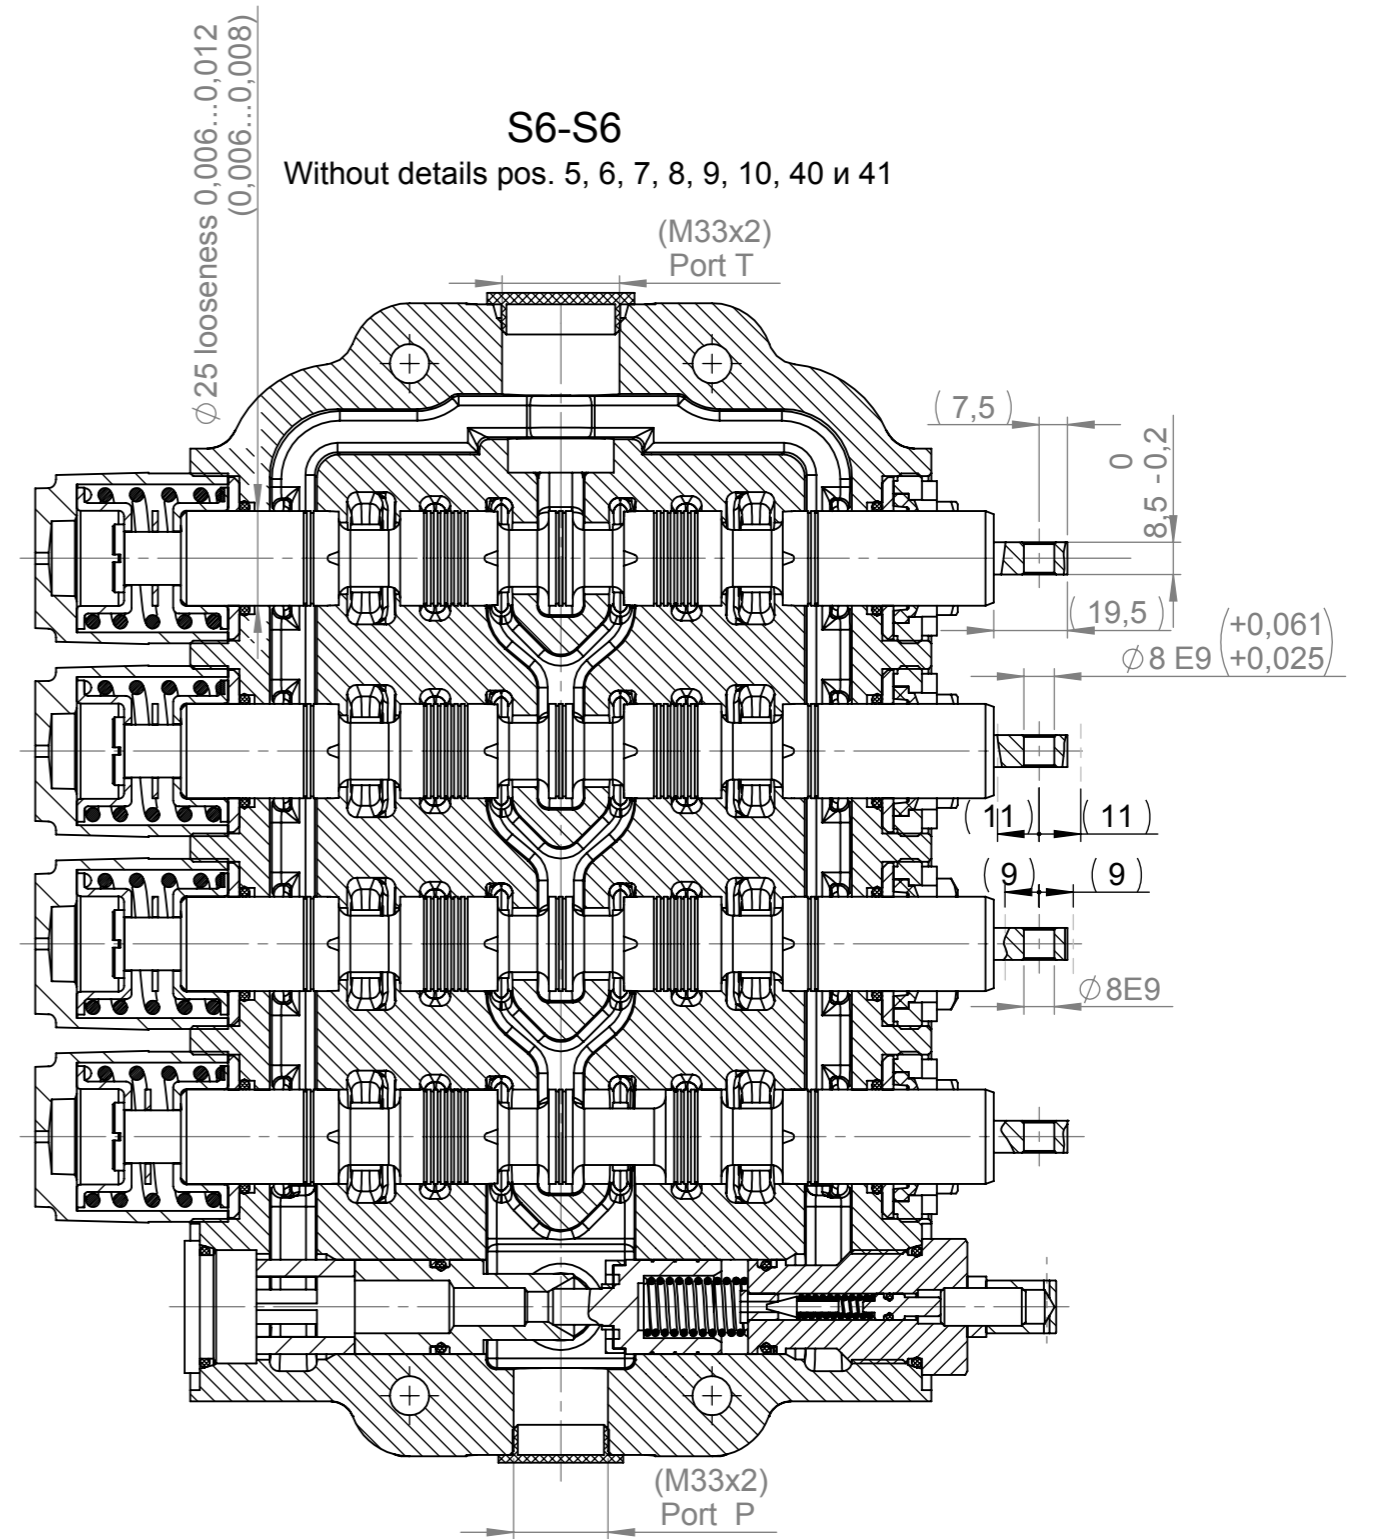 ∅25 looseness 0,006...0,012
(0,006...0,008)
S6-S6
Without details pos. 5, 6, 7, 8, 9, 10, 40 и 41
(M33x2)
Port T
(7,5)
0
8,5 -0,2
(19,5)
∅8 E9 (+0,061
+0,025)
(11) (11)
(9) (9)
∅8E9
(M33x2)
Port P